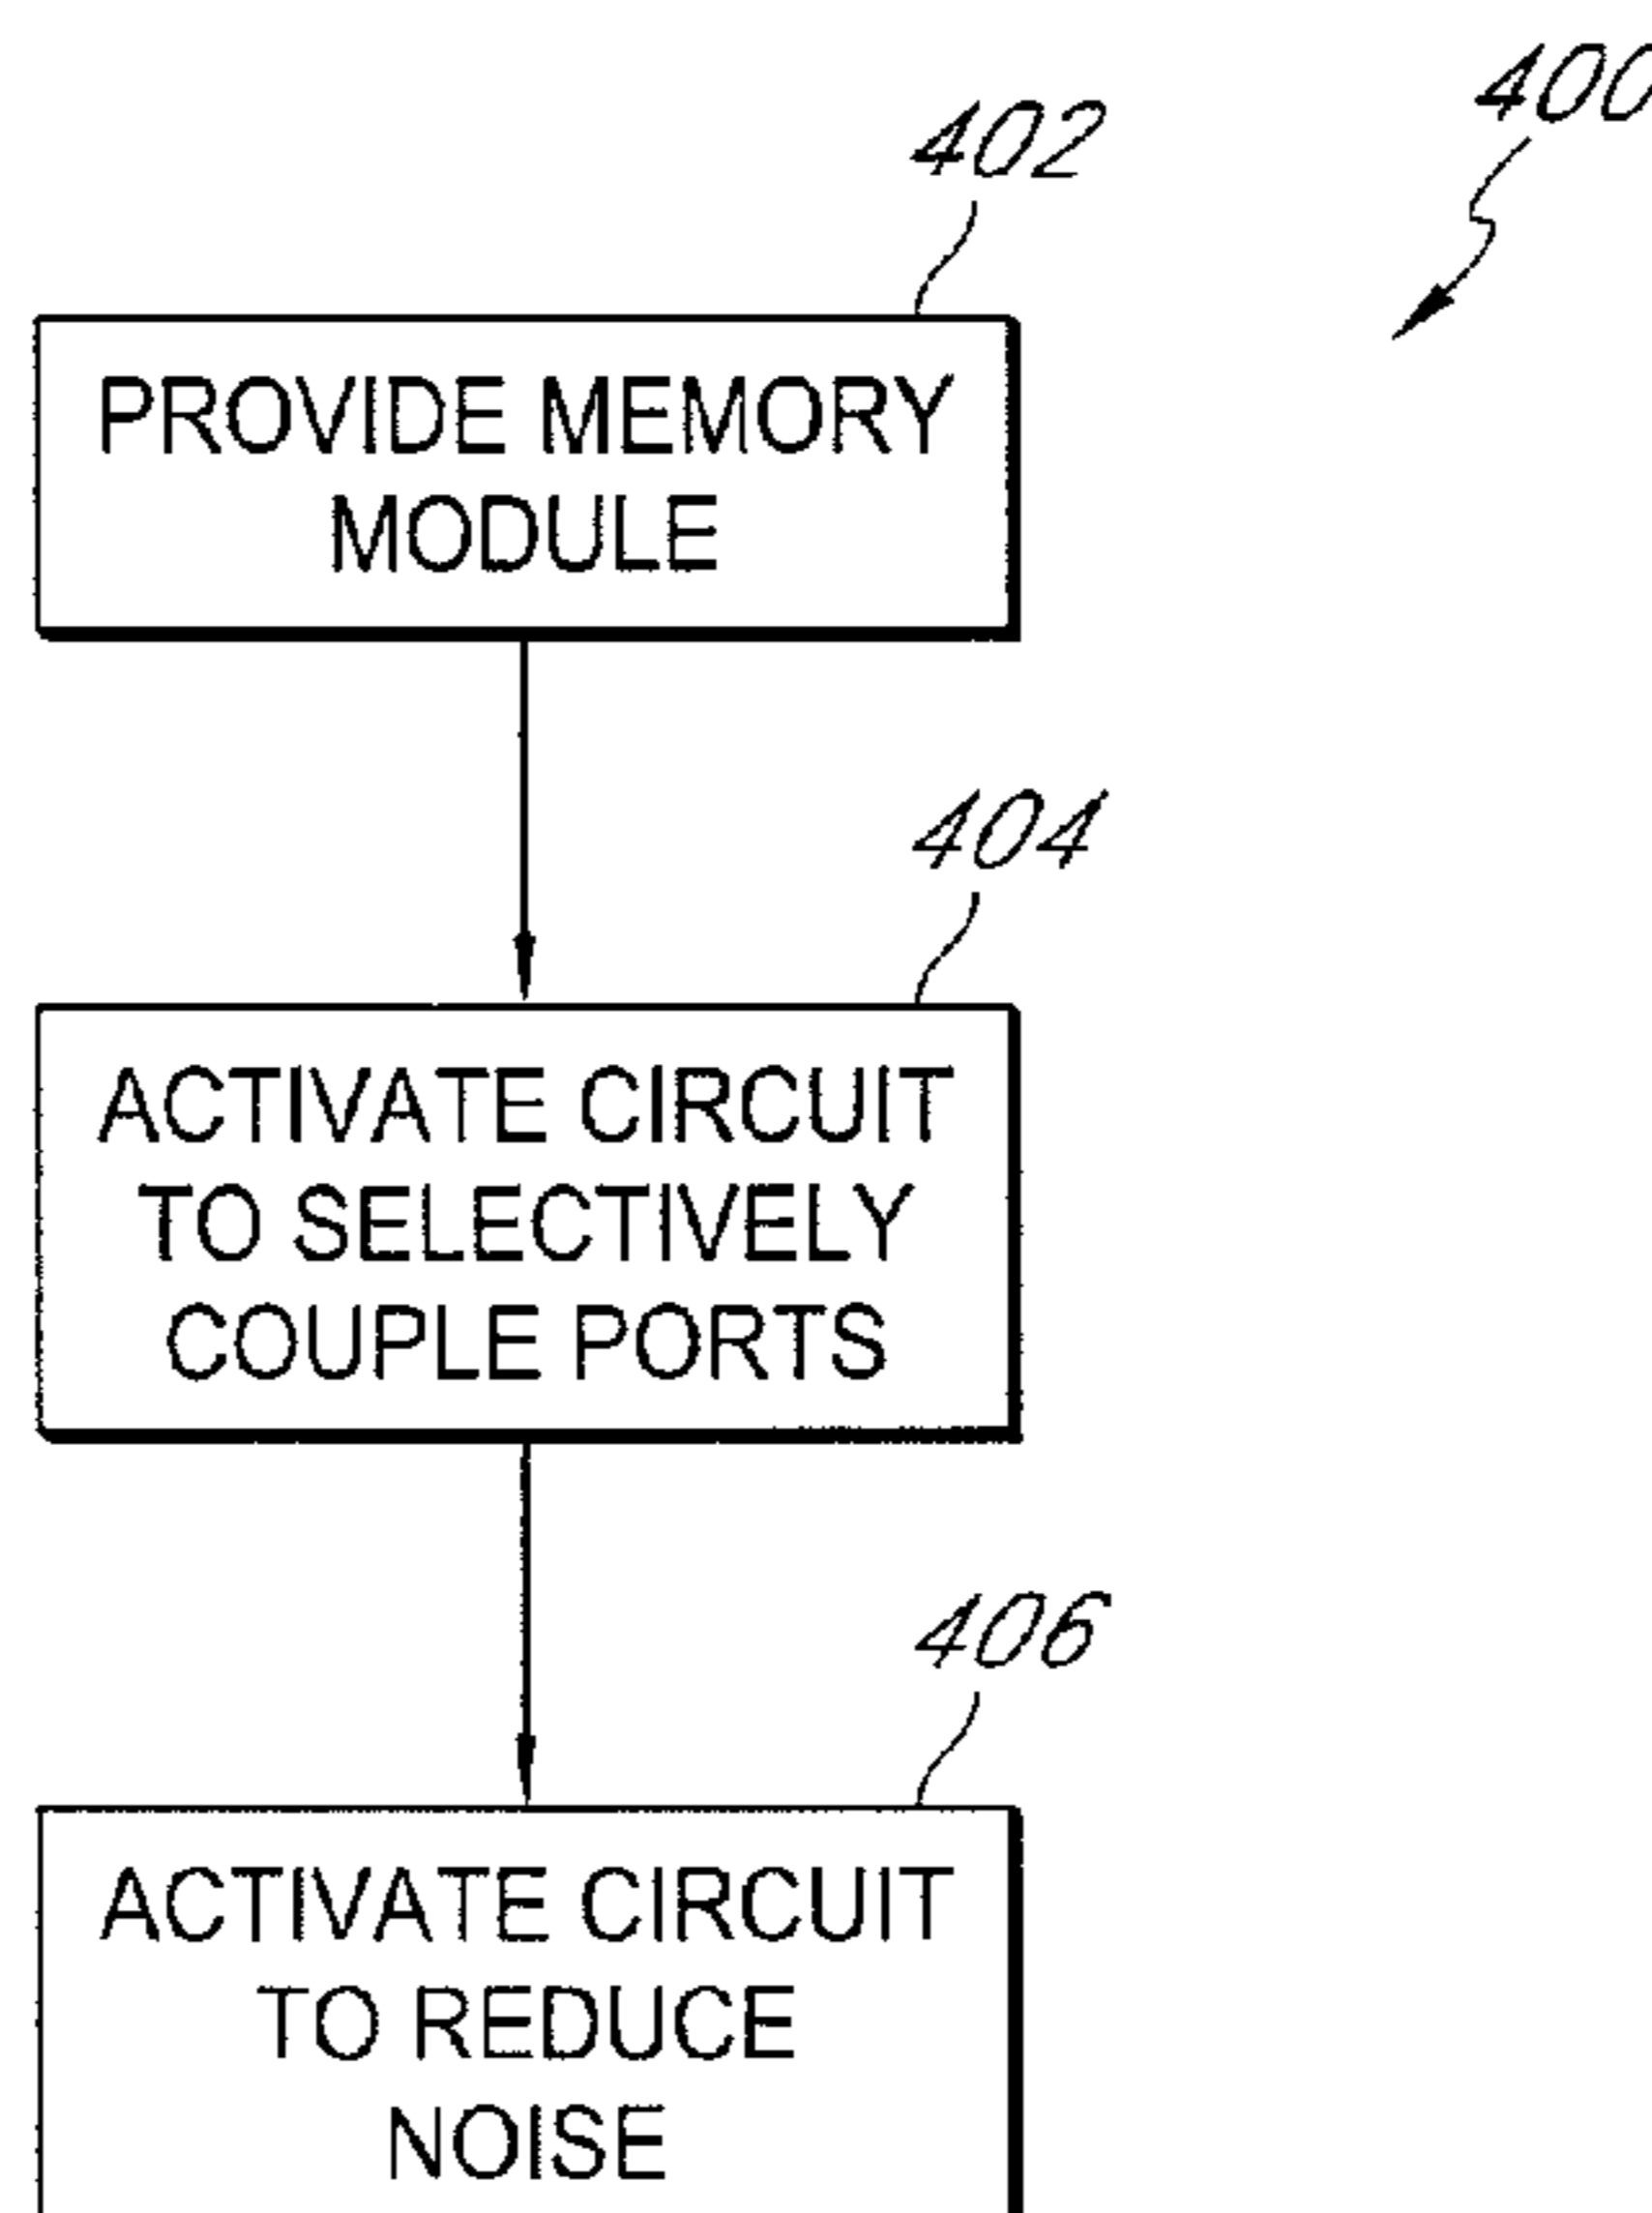 400
402
PROVIDE MEMORY
MODULE
404
ACTIVATE CIRCUIT
TO SELECTIVELY
COUPLE PORTS
406
ACTIVATE CIRCUIT
TO REDUCE
NOISE